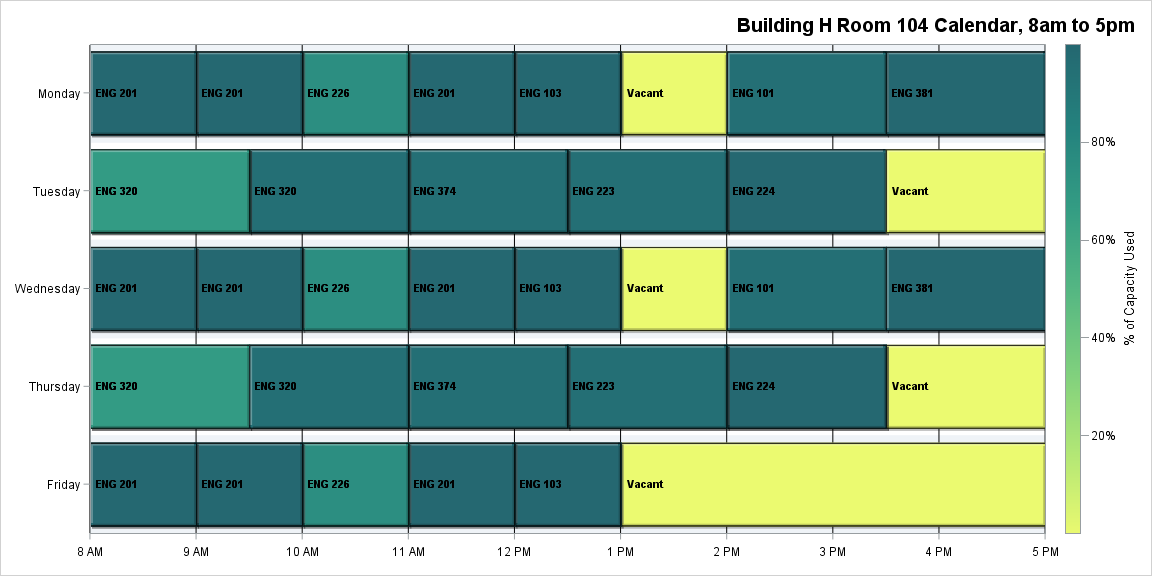 Building H Room 104 Calendar, 8am to 5pm
Monday ENG 201 ENG 201 ENG 226 ENG 201 ENG 103 Vacant ENG 101 ENG 381
Tuesday ENG 320 ENG 320 ENG 374 ENG 223 ENG 224 Vacant
Wednesday ENG 201 ENG 201 ENG 226 ENG 201 ENG 103 Vacant ENG 101 ENG 381
Thursday ENG 320 ENG 320 ENG 374 ENG 223 ENG 224 Vacant
Friday ENG 201 ENG 201 ENG 226 ENG 201 ENG 103 Vacant
8 AM 9 AM 10 AM 11 AM 12 PM 1 PM 2 PM 3 PM 4 PM 5 PM
80%
60%
40%
20%
% of Capacity Used